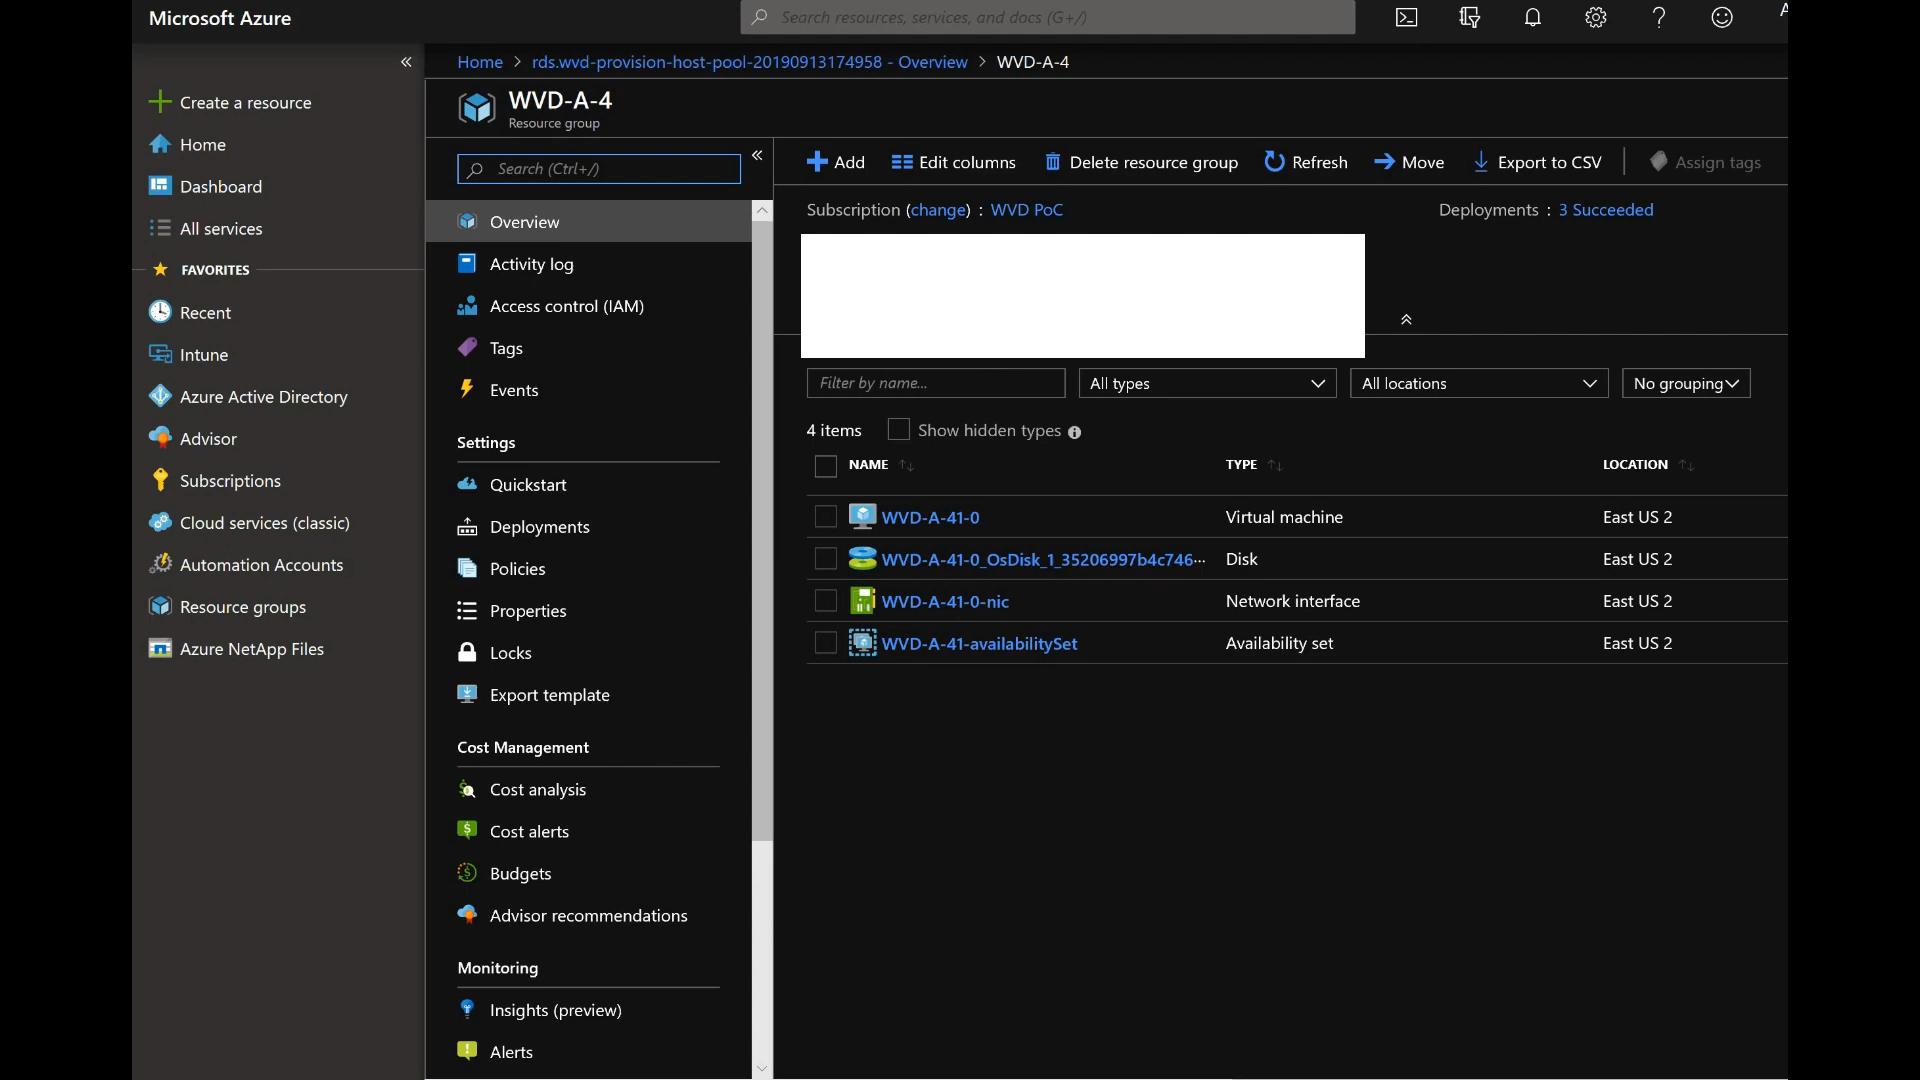 Microsoft Azure
Search resources, services, and docs (G+/)
Create a resource
Home
Dashboard
All services
FAVORITES
Recent
Intune
Azure Active Directory
Advisor
Subscriptions
Cloud services (classic)
Automation Accounts
Resource groups
Azure NetApp Files
Home > rds.wvd-provision-host-pool-20190913174958 - Overview > WVD-A-4
WVD-A-4
Resource group
Search (Ctrl+/)
Overview
Activity log
Access control (IAM)
Tags
Events
Settings
Quickstart
Deployments
Policies
Properties
Locks
Export template
Cost Management
Cost analysis
Cost alerts
Budgets
Advisor recommendations
Monitoring
Insights (preview)
Alerts
Add Edit columns Delete resource group Refresh Move Export to CSV Assign tags
Subscription (change) : WVD PoC Deployments : 3 Succeeded
Filter by name... All types All locations No grouping
4 items Show hidden types
NAME TYPE LOCATION
WVD-A-41-0 Virtual machine East US 2
WVD-A-41-0_OsDisk_1_35206997b4c746... Disk East US 2
WVD-A-41-0-nic Network interface East US 2
WVD-A-41-availabilitySet Availability set East US 2